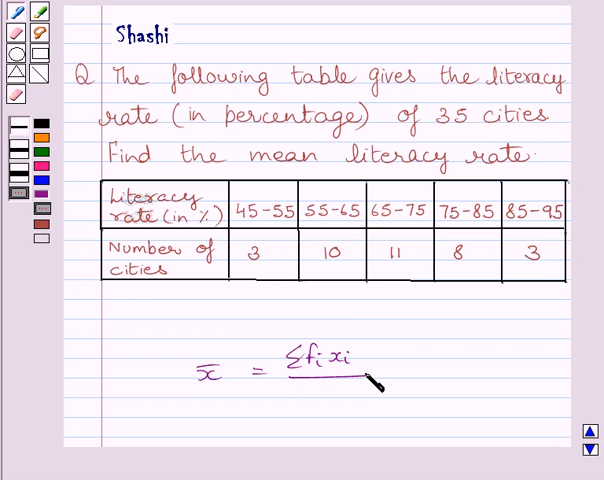 Shashi
Q The following table gives the literacy
rate (in percentage) of 35 cities
Find the mean literacy rate.
Literacy rate (in %) 45-55 55-65 65-75 75-85 85-95
Number of cities 3 10 11 8 3
x̄ = ∑fᵢxᵢ